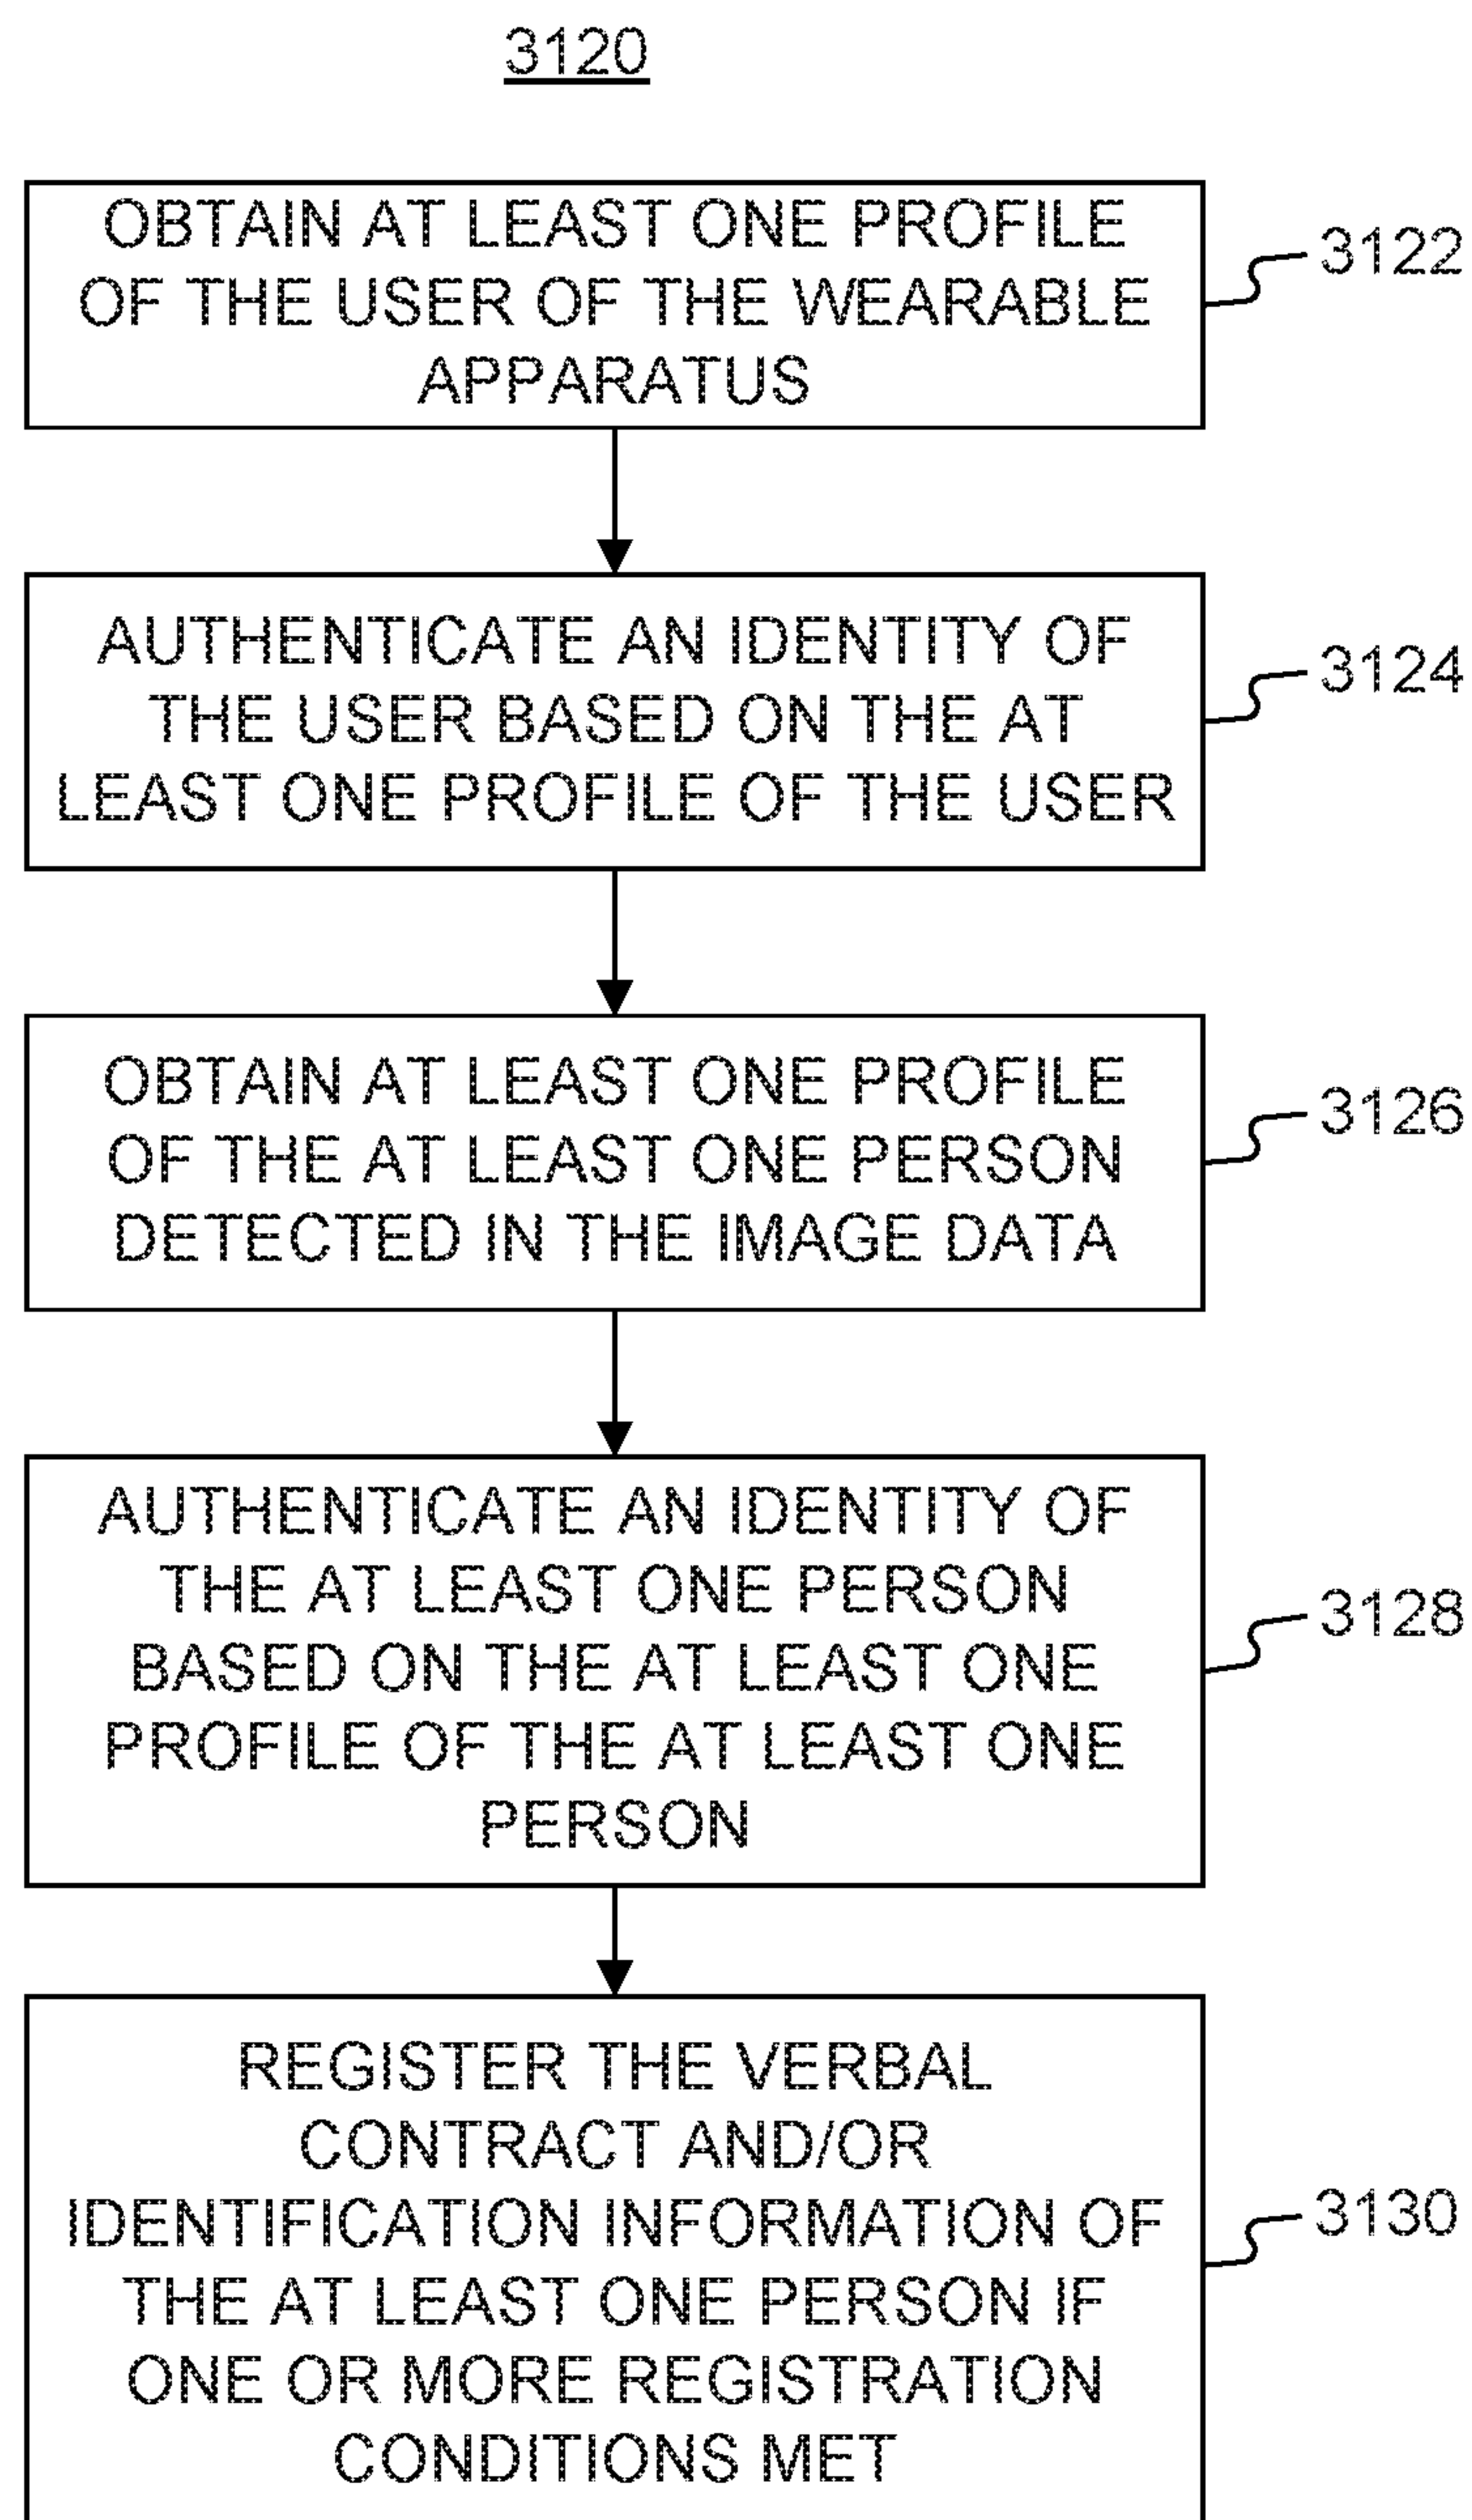 3120
OBTAIN AT LEAST ONE PROFILE
OF THE USER OF THE WEARABLE
APPARATUS
3122
AUTHENTICATE AN IDENTITY OF
THE USER BASED ON THE AT
LEAST ONE PROFILE OF THE USER
3124
OBTAIN AT LEAST ONE PROFILE
OF THE AT LEAST ONE PERSON
DETECTED IN THE IMAGE DATA
3126
AUTHENTICATE AN IDENTITY OF
THE AT LEAST ONE PERSON
BASED ON THE AT LEAST ONE
PROFILE OF THE AT LEAST ONE
PERSON
3128
REGISTER THE VERBAL
CONTRACT AND/OR
IDENTIFICATION INFORMATION OF
THE AT LEAST ONE PERSON IF
ONE OR MORE REGISTRATION
CONDITIONS MET
3130